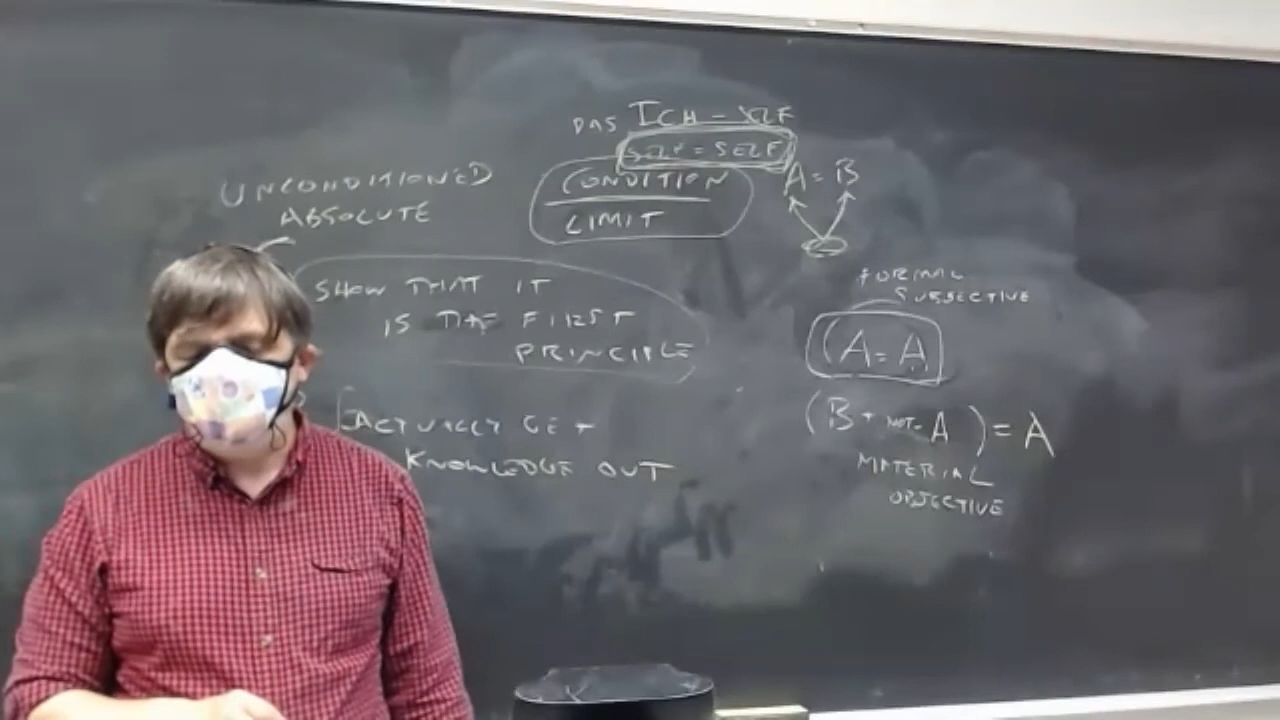 DAS ICH - SELF
SELF = SELF
UNCONDITIONED
ABSOLUTE
CONDITION
LIMIT
A = B
SHOW THAT IT
IS THE FIRST
PRINCIPLE
ACTUALLY GET
KNOWLEDGE OUT
FORMAL
SUBJECTIVE
(A = A)
(B + NOT-A) = A
MATERIAL
OBJECTIVE